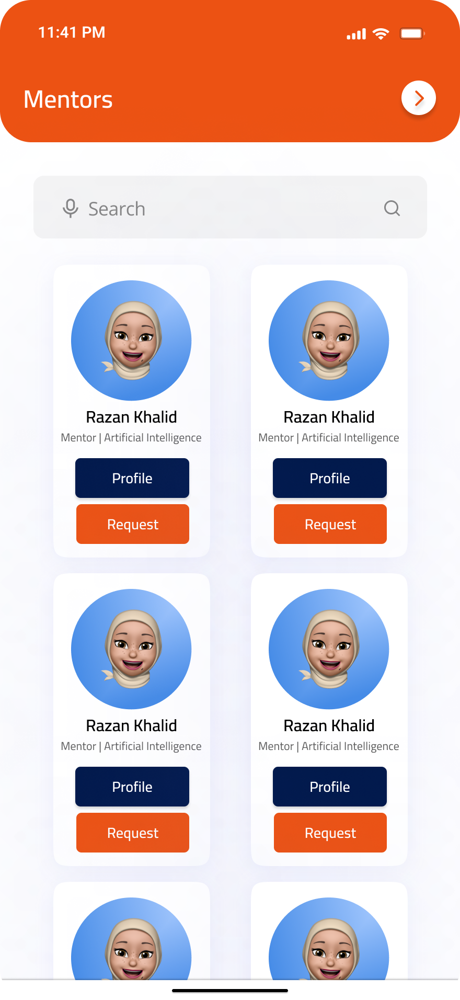 11:41 PM
Mentors
Search
Razan Khalid
Mentor | Artificial Intelligence
Profile
Request
Razan Khalid
Mentor | Artificial Intelligence
Profile
Request
Razan Khalid
Mentor | Artificial Intelligence
Profile
Request
Razan Khalid
Mentor | Artificial Intelligence
Profile
Request